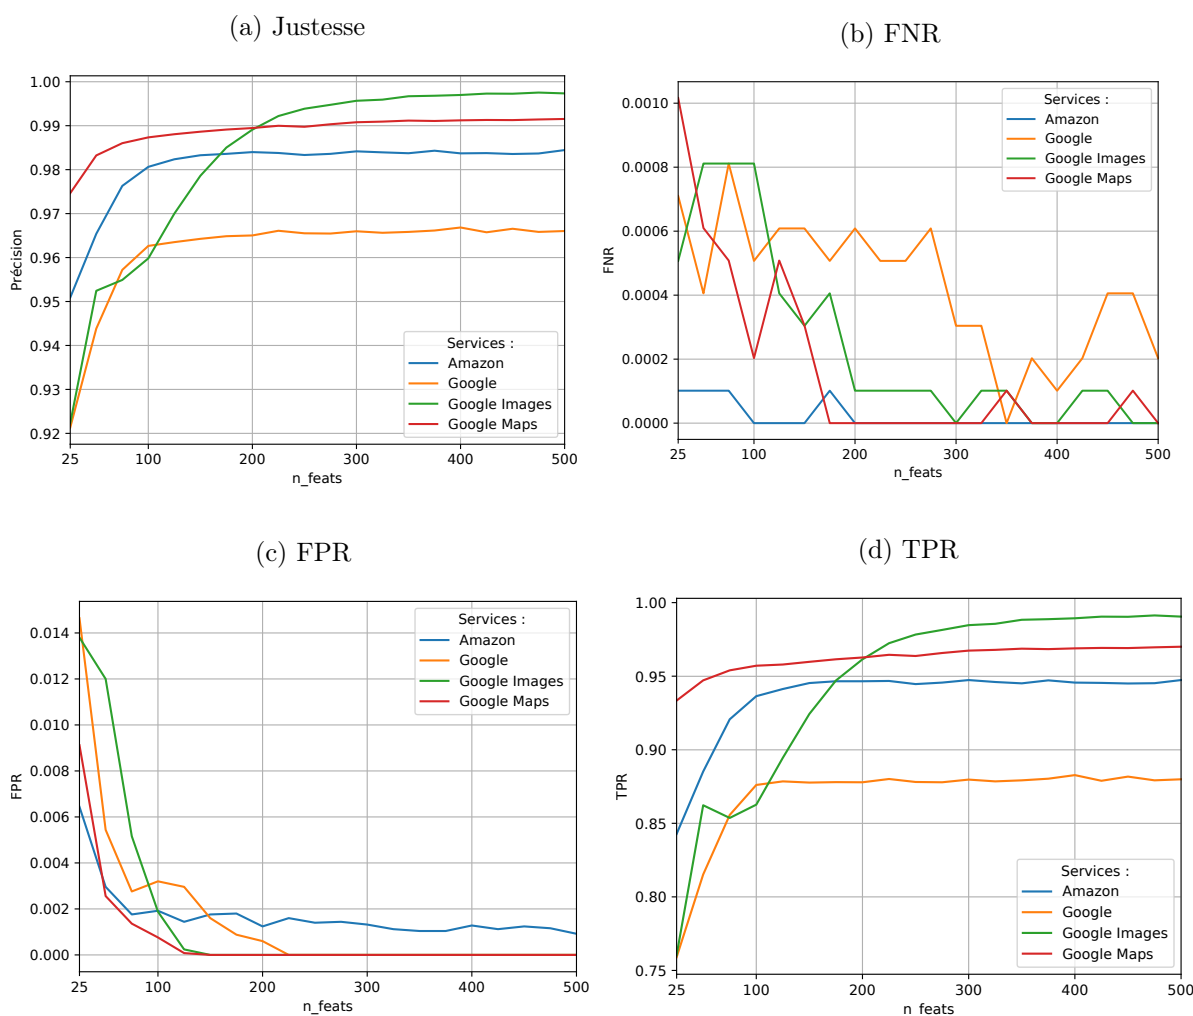 (a) Justesse
1.00
0.99
0.98
0.97
0.96
0.95
0.94
0.93
0.92
Précision
25
100
200
300
400
500
n_feats
Services :
Amazon
Google
Google Images
Google Maps
(b) FNR
0.0010
0.0008
0.0006
0.0004
0.0002
0.0000
FNR
25
100
200
300
400
500
n_feats
Services :
Amazon
Google
Google Images
Google Maps
(c) FPR
0.014
0.012
0.010
0.008
0.006
0.004
0.002
0.000
FPR
25
100
200
300
400
500
n_feats
Services :
Amazon
Google
Google Images
Google Maps
(d) TPR
1.00
0.95
0.90
0.85
0.80
0.75
TPR
25
100
200
300
400
500
n_feats
Services :
Amazon
Google
Google Images
Google Maps